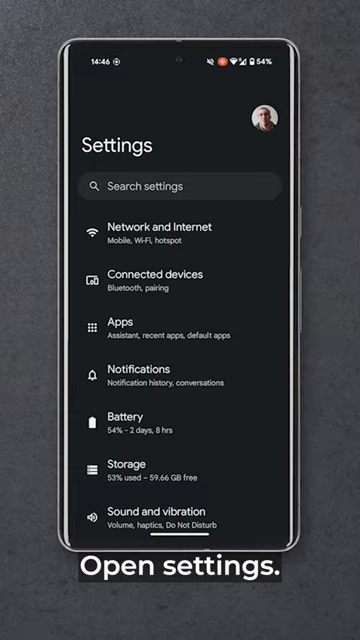 14:46
54%
Settings
Search settings
Network and Internet
Mobile, Wi-Fi, hotspot
Connected devices
Bluetooth, pairing
Apps
Assistant, recent apps, default apps
Notifications
Notification history, conversations
Battery
54% - 2 days, 8 hrs
Storage
53% used – 59.66 GB free
Sound and vibration
Volume, haptics, Do Not Disturb
Open settings.